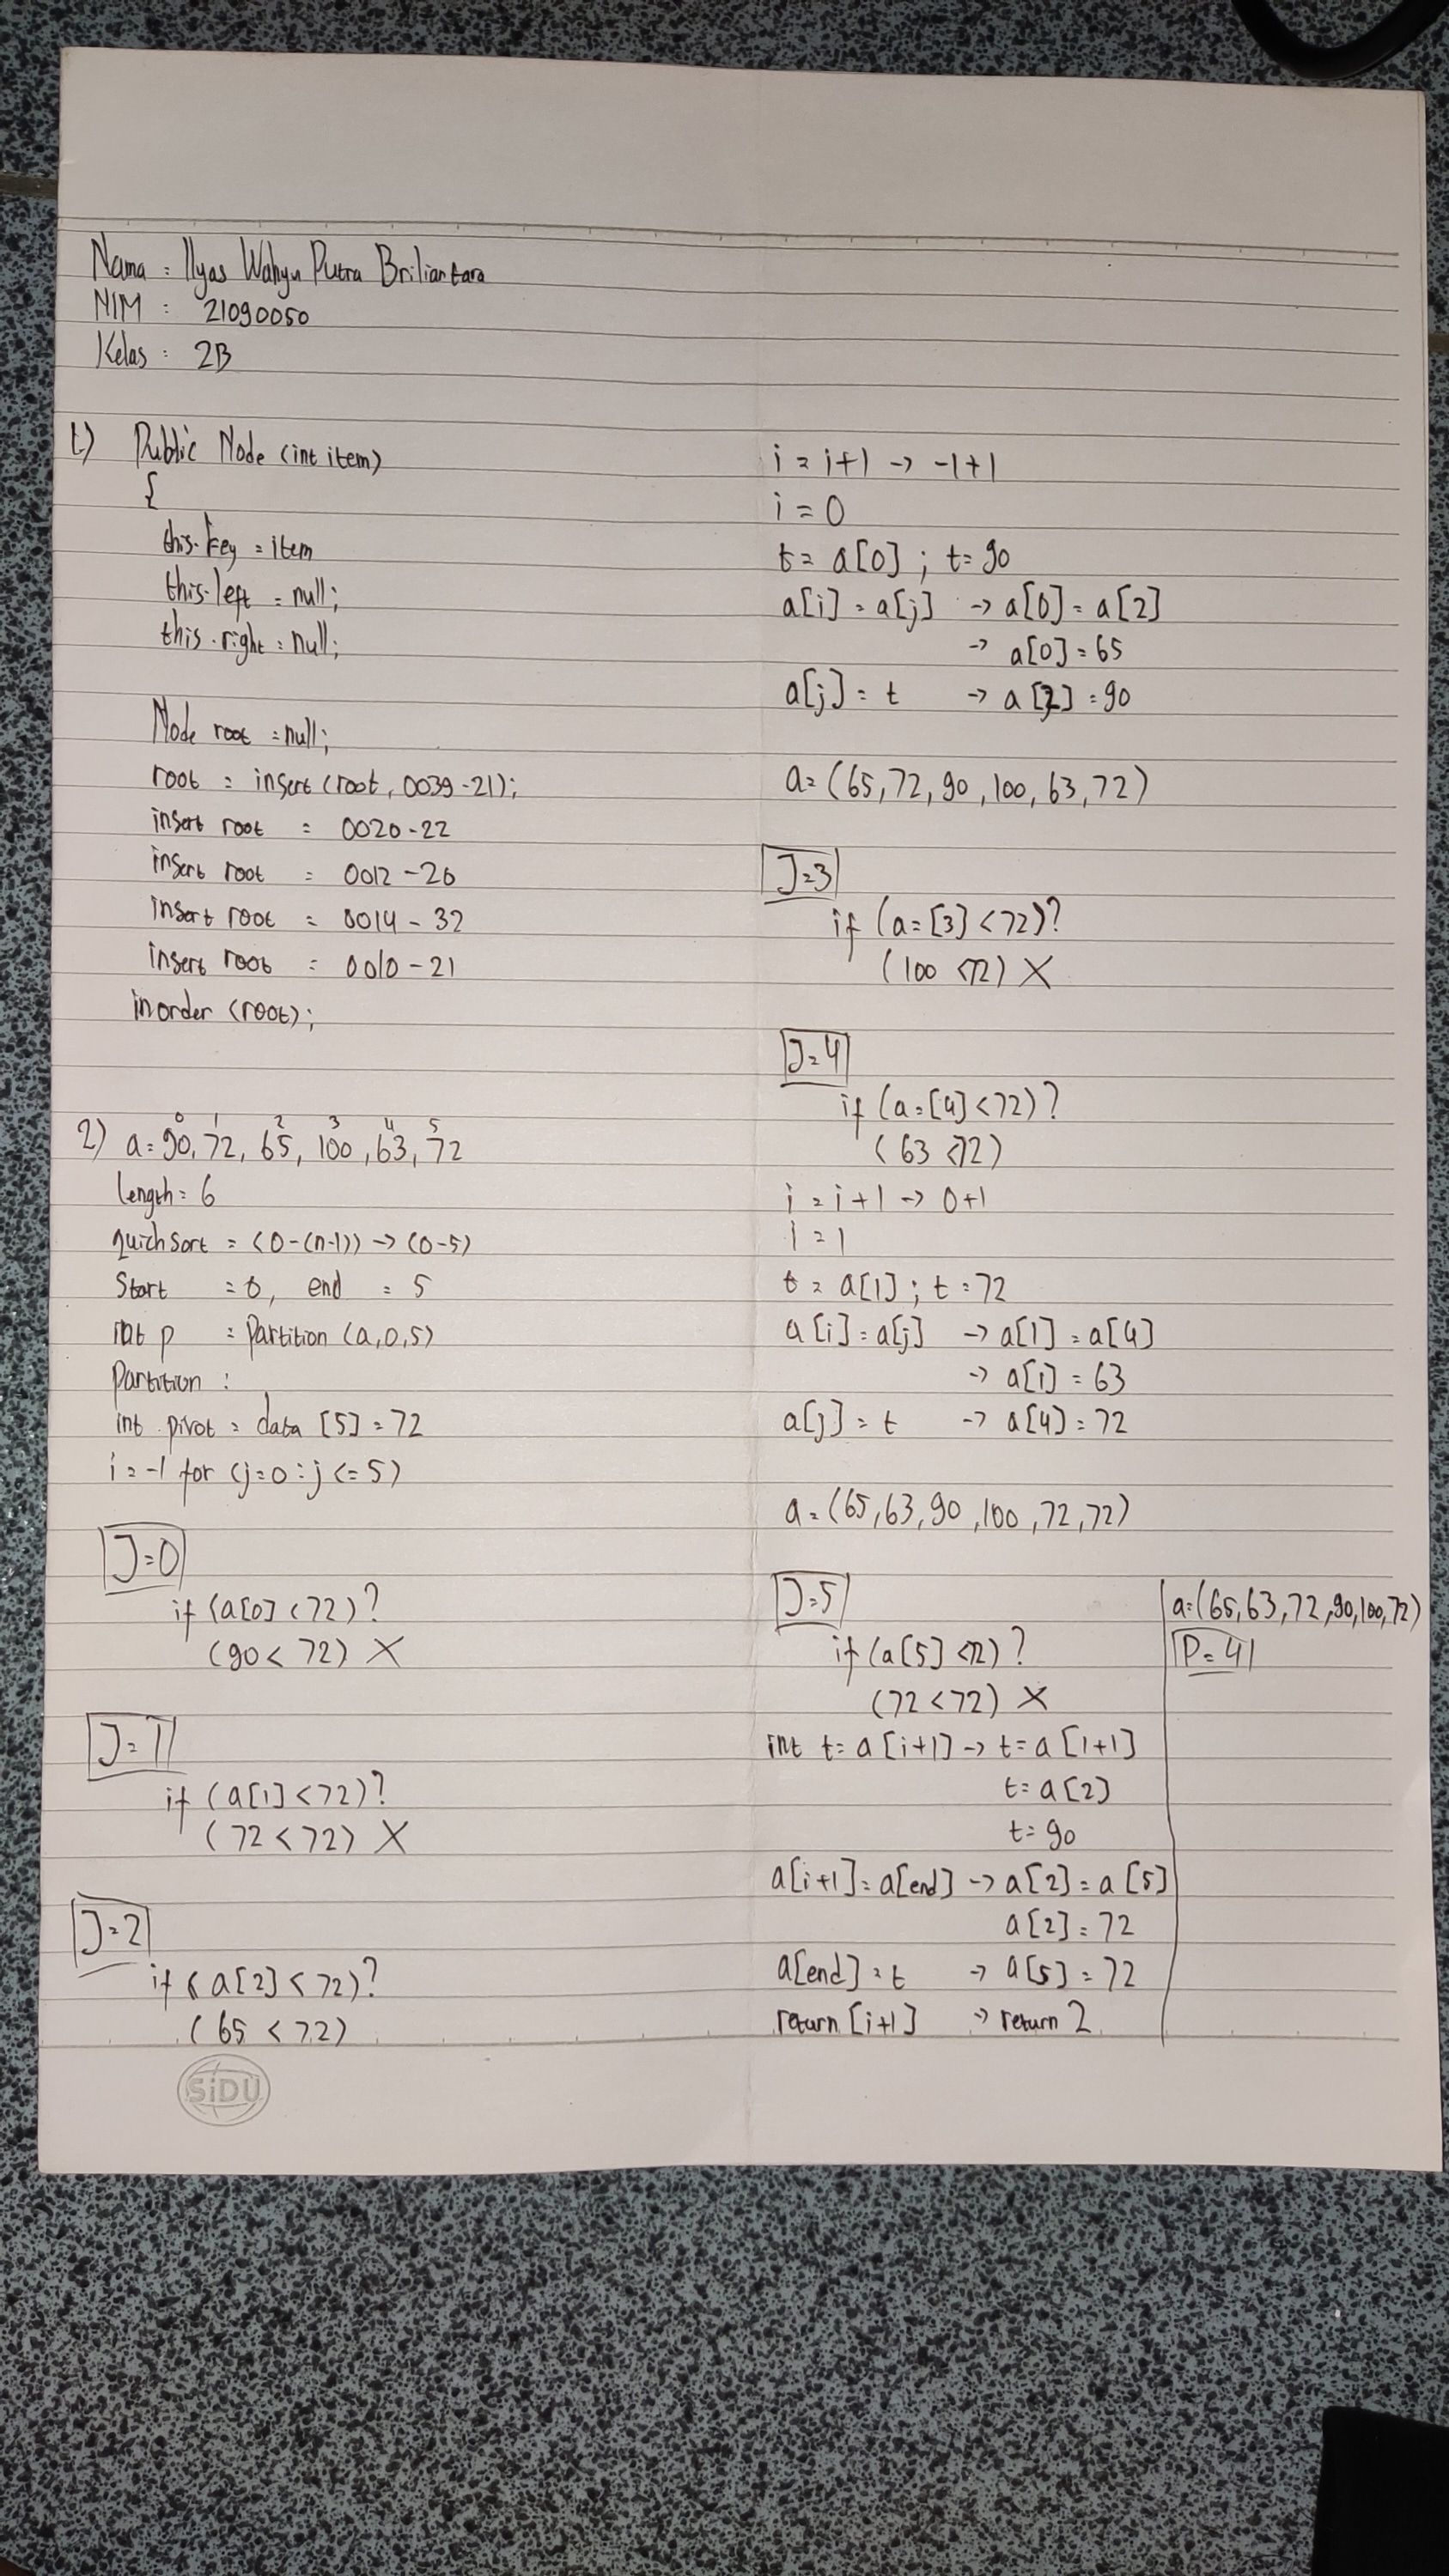 Nama : Ilyas Wahyu Putra Briliantara
NIM : 21090050
Kelas : 2B
1) Public Node (int item)
{
this.key = item
this.left = null;
this.right = null;
Node root = null;
root = insert (root, 0039-21);
insert root = 0020-22
insert root = 0012-26
insert root = 0014-32
insert root = 0010-21
inorder (root);
0 1 2 3 4 5
2) a = 90, 72, 65, 100, 63, 72
length = 6
quichsort = (0-(n-1)) -> (0-5)
Start = 0, end = 5
int p = Partition (a,0,5)
Partition :
int pivot = data [5] = 72
i = -1 for (j=0 : j <= 5)
J=0
if (a[0] < 72)?
(90 < 72) X
J=1
if (a[1] < 72)?
(72 < 72) X
J=2
if ( a[2] < 72)?
(65 < 72)
i = i+1 -> -1+1
i = 0
t = a[0] ; t = 90
a[i] = a[j] -> a[0] = a[2]
-> a[0] = 65
a[j] = t -> a[2] = 90
a = (65, 72, 90, 100, 63, 72)
J=3
if (a=[3] < 72)?
(100 < 72) X
J=4
if (a=[4] < 72)?
(63 < 72)
i = i+1 -> 0+1
i = 1
t = a[1] ; t = 72
a[i] = a[j] -> a[1] = a[4]
-> a[1] = 63
a[j] = t -> a[4] = 72
a = (65, 63, 90, 100, 72, 72)
J=5
if (a[5] < 72)?
(72 < 72) X
int t = a[i+1] -> t = a[1+1]
t = a[2]
t = 90
a[i+1] = a[end] -> a[2] = a[5]
a[2] = 72
a[end] = t -> a[5] = 72
return [i+1] -> return 2
a = (65, 63, 72, 90, 100, 72)
P = 4
SiDU